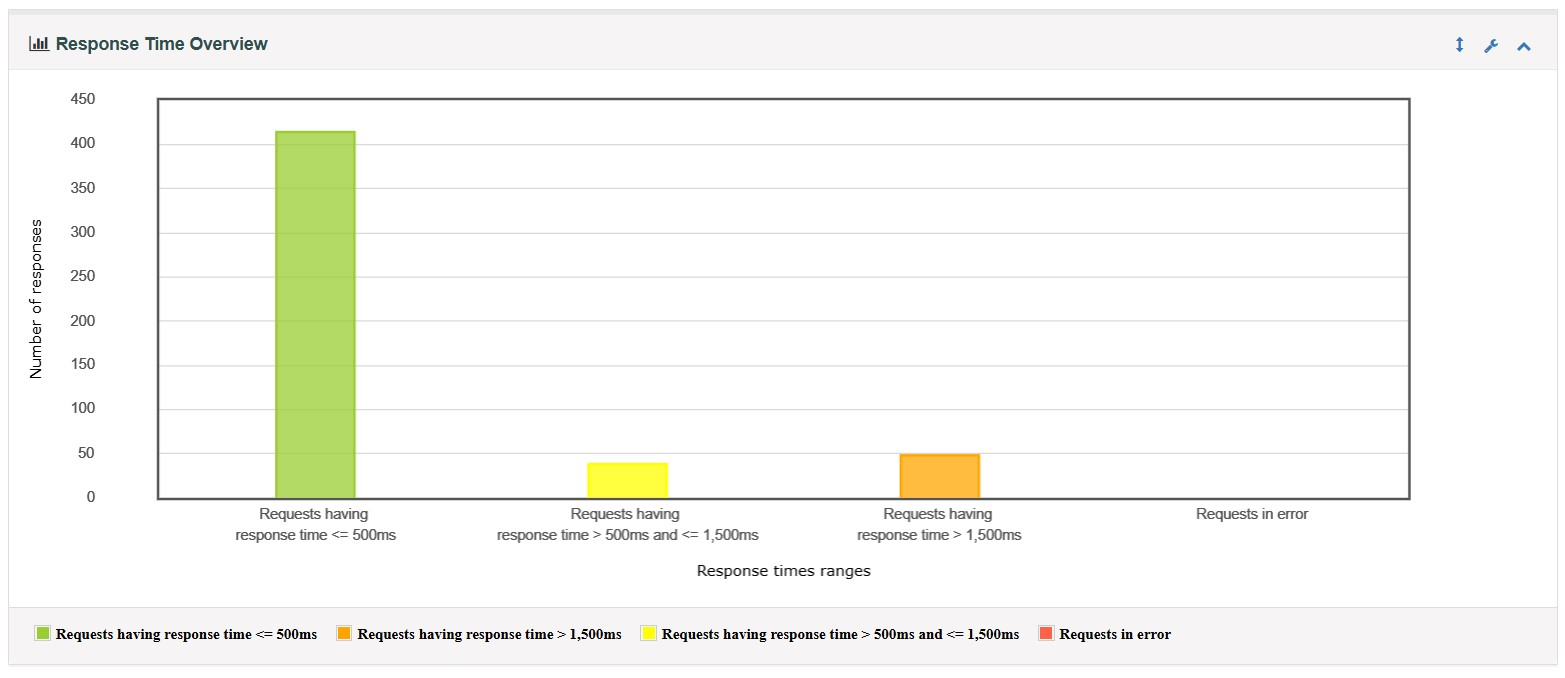 Response Time Overview
450
400
350
300
250
200
150
100
50
0
Number of responses
Requests having
response time <= 500ms
Requests having
response time > 500ms and <= 1,500ms
Requests having
response time > 1,500ms
Requests in error
Response times ranges
Requests having response time <= 500ms Requests having response time > 1,500ms Requests having response time > 500ms and <= 1,500ms Requests in error